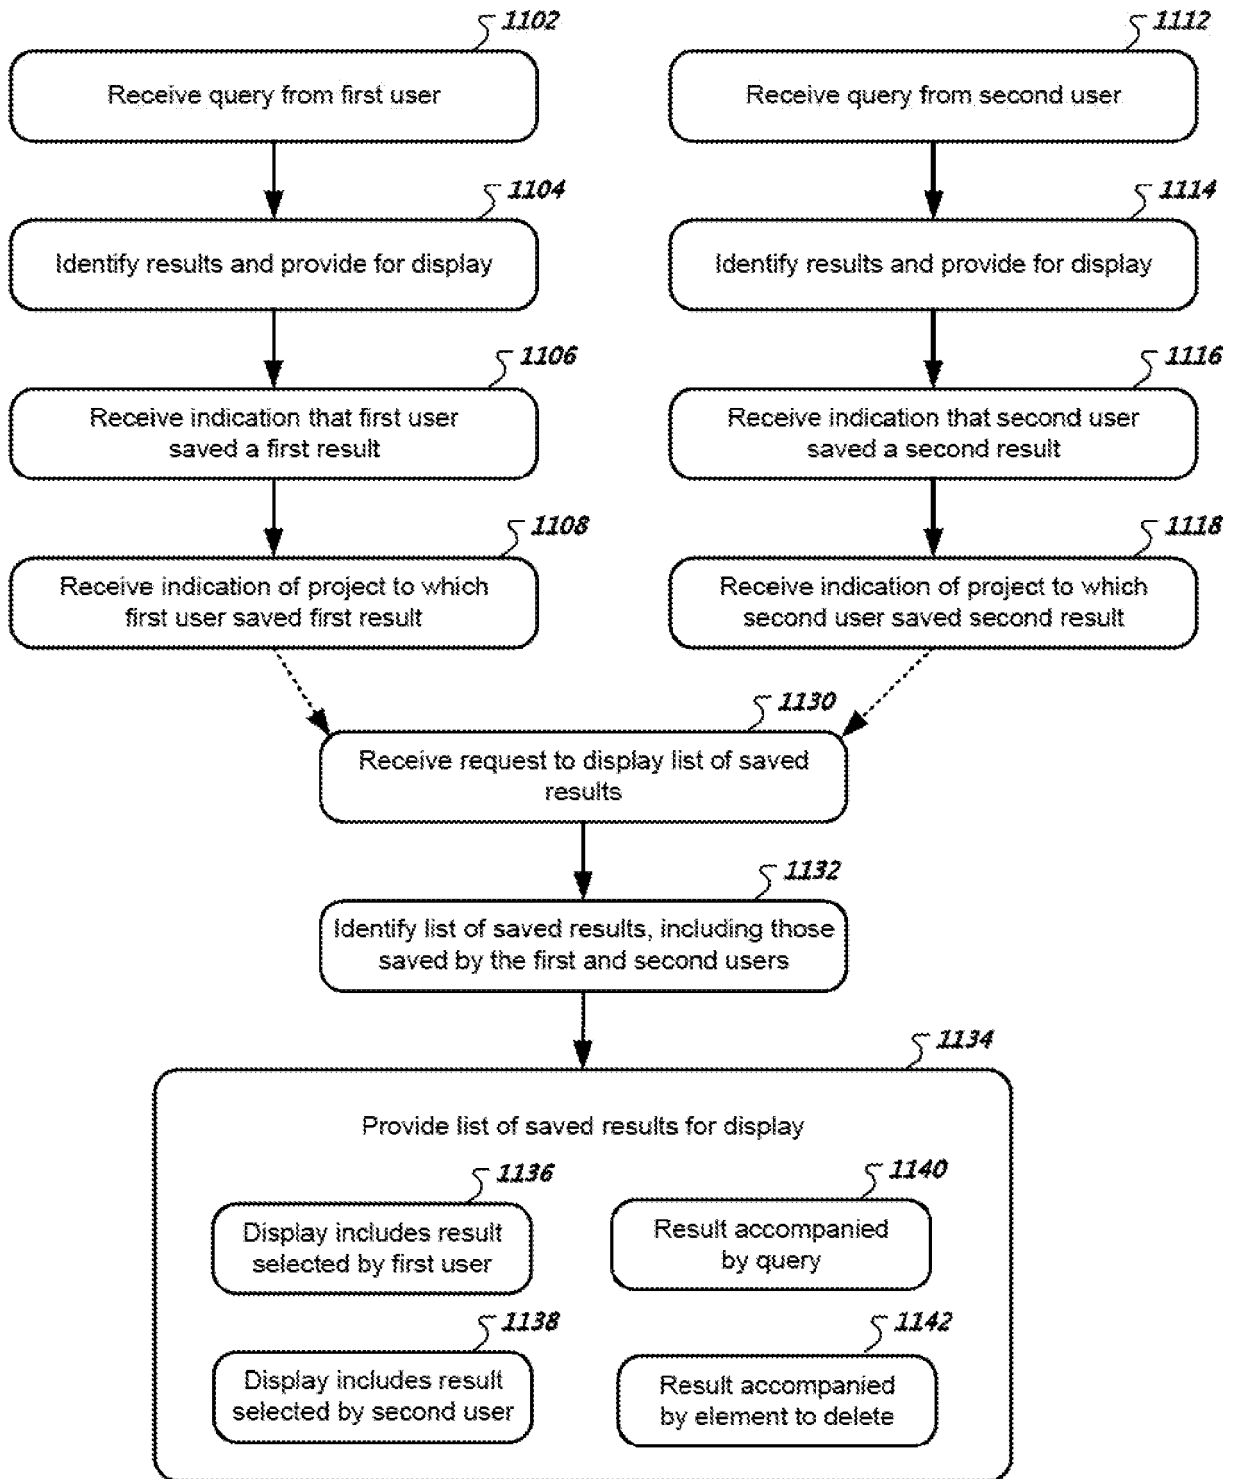 1102
Receive query from first user
1104
Identify results and provide for display
1106
Receive indication that first user
saved a first result
1108
Receive indication of project to which
first user saved first result
1112
Receive query from second user
1114
Identify results and provide for display
1116
Receive indication that second user
saved a second result
1118
Receive indication of project to which
second user saved second result
1130
Receive request to display list of saved
results
1132
Identify list of saved results, including those
saved by the first and second users
1134
Provide list of saved results for display
1136
Display includes result
selected by first user
1138
Display includes result
selected by second user
1140
Result accompanied
by query
1142
Result accompanied
by element to delete